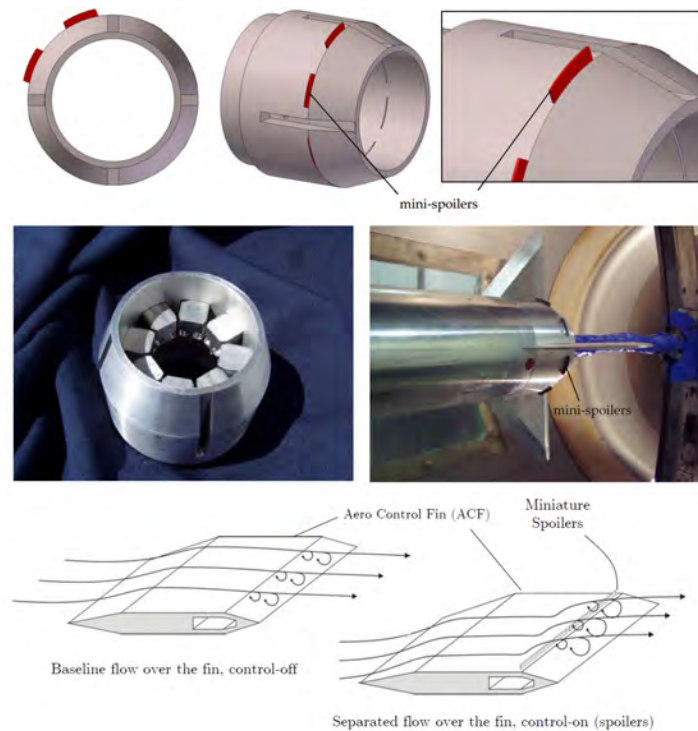 mini-spoilers
mini-spoilers
Aero Control Fin (ACF)
Miniature
Spoilers
Baseline flow over the fin, control-off
Separated flow over the fin, control-on (spoilers)